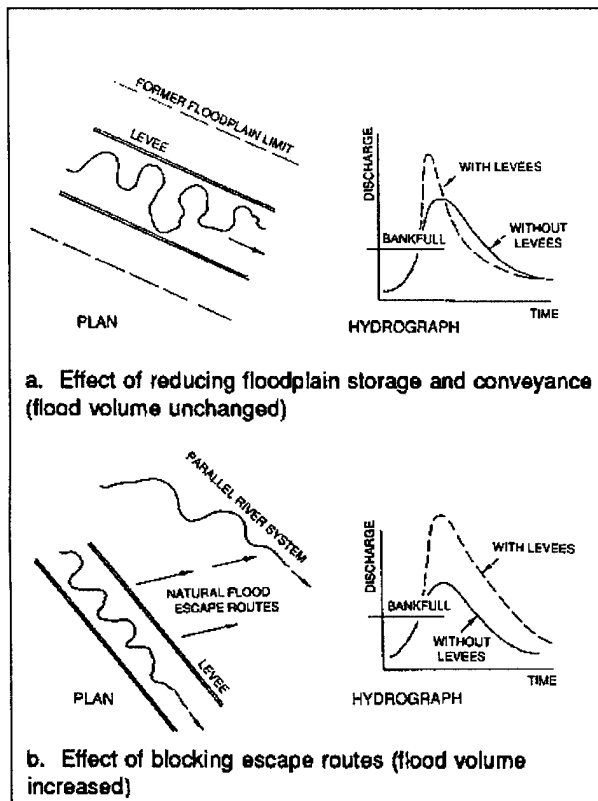 FORMER FLOODPLAIN LIMIT
LEVEE
PLAN
DISCHARGE
WITH LEVEES
WITHOUT
LEVEES
BANKFULL
TIME
HYDROGRAPH
a. Effect of reducing floodplain storage and conveyance
(flood volume unchanged)
PARALLEL RIVER SYSTEM
NATURAL FLOOD
ESCAPE ROUTES
LEVEE
PLAN
DISCHARGE
WITH LEVEES
BANKFULL
WITHOUT
LEVEES
TIME
HYDROGRAPH
b. Effect of blocking escape routes (flood volume
increased)